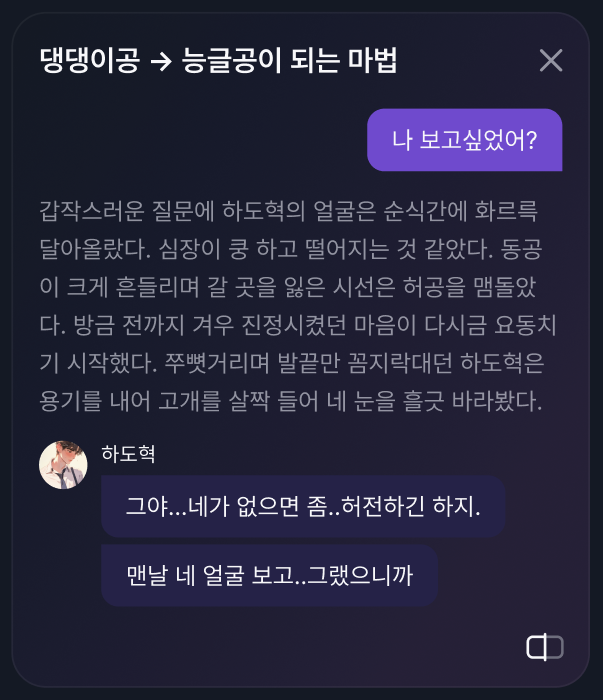 댕댕이공 → 능글공이 되는 마법
나 보고싶었어?
갑작스러운 질문에 하도혁의 얼굴은 순식간에 화르륵
달아올랐다. 심장이 쿵 하고 떨어지는 것 같았다. 동공
이 크게 흔들리며 갈 곳을 잃은 시선은 허공을 맴돌았
다. 방금 전까지 겨우 진정시켰던 마음이 다시금 요동치
기 시작했다. 쭈뼛거리며 발끝만 꼼지락대던 하도혁은
용기를 내어 고개를 살짝 들어 네 눈을 흘긋 바라봤다.
하도혁
그야...네가 없으면 좀..허전하긴 하지.
맨날 네 얼굴 보고..그랬으니까